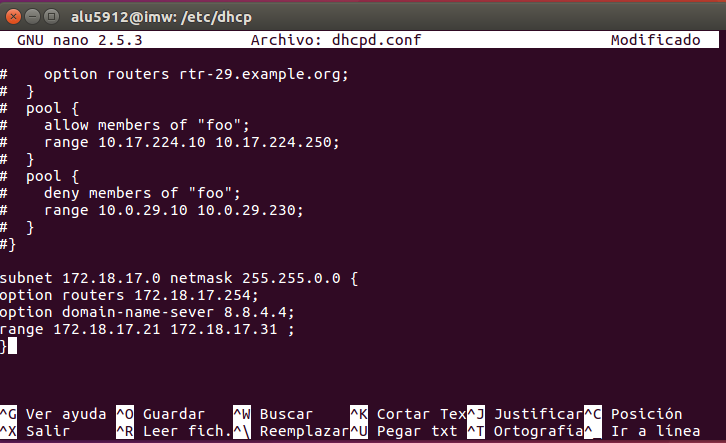 alu5912@imw: /etc/dhcp
GNU nano 2.5.3 Archivo: dhcpd.conf Modificado
#    option routers rtr-29.example.org;
#  }
#  pool {
#    allow members of "foo";
#    range 10.17.224.10 10.17.224.250;
#  }
#  pool {
#    deny members of "foo";
#    range 10.0.29.10 10.0.29.230;
#  }
#}
subnet 172.18.17.0 netmask 255.255.0.0 {
option routers 172.18.17.254;
option domain-name-sever 8.8.4.4;
range 172.18.17.21 172.18.17.31 ;
}
^G Ver ayuda ^O Guardar ^W Buscar ^K Cortar Tex^J Justificar^C Posición
^X Salir ^R Leer fich.^\ Reemplazar^U Pegar txt ^T Ortografía^_ Ir a línea